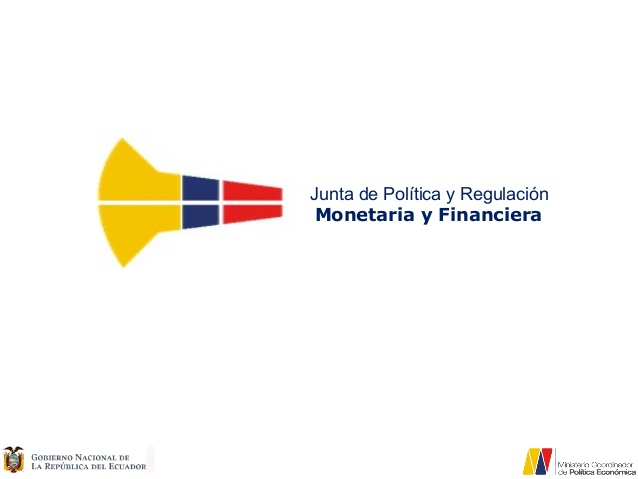 Junta de Política y Regulación
Monetaria y Financiera
GOBIERNO NACIONAL DE
LA REPÚBLICA DEL ECUADOR
Ministerio Coordinador
de Política Económica